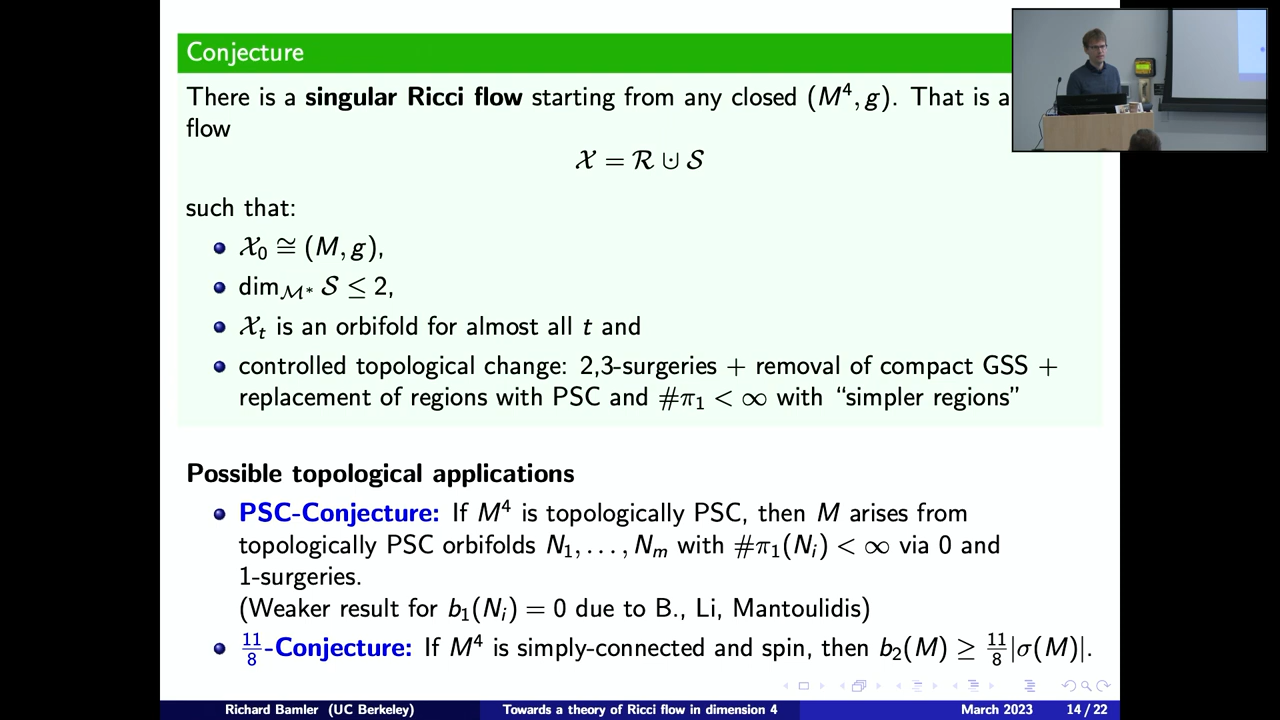 Conjecture
There is a singular Ricci flow starting from any closed (M⁴, g). That is a
flow
𝒳 = ℛ ⊍ 𝒮
such that:
𝒳₀ ≅ (M, g),
dim_ℳ* 𝒮 ≤ 2,
𝒳ₜ is an orbifold for almost all t and
controlled topological change: 2,3-surgeries + removal of compact GSS +
replacement of regions with PSC and #π₁ < ∞ with “simpler regions”
Possible topological applications
PSC-Conjecture: If M⁴ is topologically PSC, then M arises from
topologically PSC orbifolds N₁, . . . , Nₘ with #π₁(Nᵢ) < ∞ via 0 and
1-surgeries.
(Weaker result for b₁(Nᵢ) = 0 due to B., Li, Mantoulidis)
11/8-Conjecture: If M⁴ is simply-connected and spin, then b₂(M) ≥ 11/8|σ(M)|.
Richard Bamler (UC Berkeley) Towards a theory of Ricci flow in dimension 4 March 2023 14 / 22